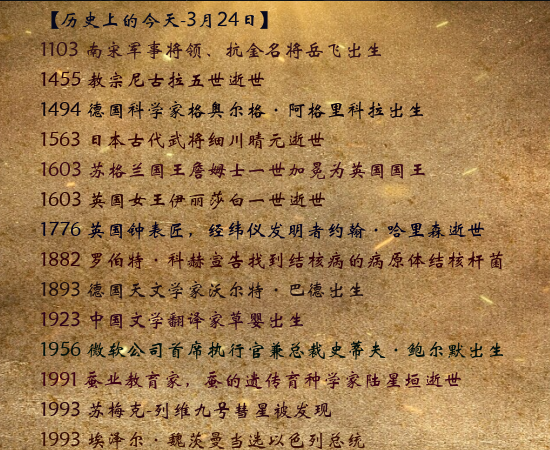 【历史上的今天-3月24日】
1103 南宋军事将领、抗金名将岳飞出生
1455 教宗尼古拉五世逝世
1494 德国科学家格奥尔格·阿格里科拉出生
1563 日本古代武将细川晴元逝世
1603 苏格兰国王詹姆士一世加冕为英国国王
1603 英国女王伊丽莎白一世逝世
1776 英国钟表匠，经纬仪发明者约翰·哈里森逝世
1882 罗伯特·科赫宣告找到结核病的病原体结核杆菌
1893 德国天文学家沃尔特·巴德出生
1923 中国文学翻译家草婴出生
1956 微软公司首席执行官兼总裁史蒂夫·鲍尔默出生
1991 蚕业教育家，蚕的遗传育种学家陆星垣逝世
1993 苏梅克-列维九号彗星被发现
1993 埃泽尔·魏茨曼当选以色列总统